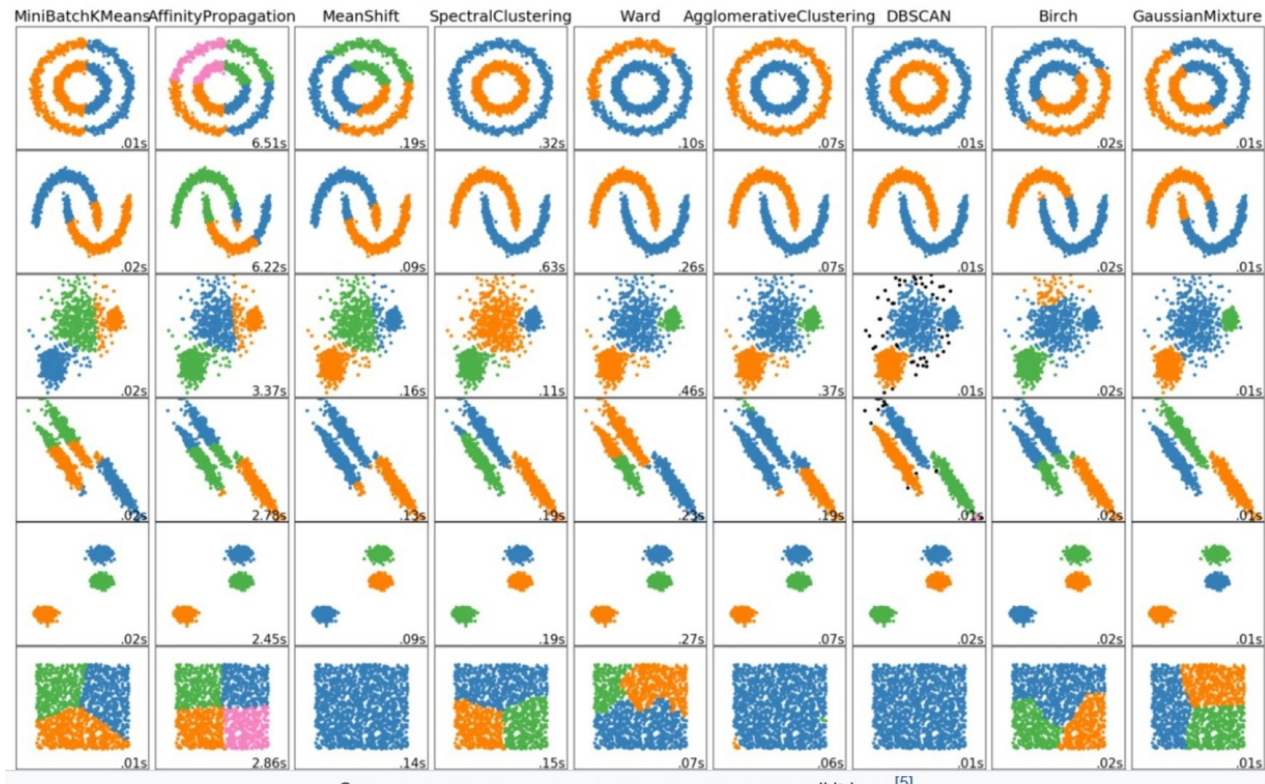 MiniBatchKMeans AffinityPropagation MeanShift SpectralClustering Ward AgglomerativeClustering DBSCAN Birch GaussianMixture
.01s 6.51s .19s .32s .10s .07s .01s .02s .01s
.02s 6.22s .09s .63s .26s .07s .01s .02s .01s
.02s 3.37s .16s .11s .46s .37s .01s .02s .01s
.02s 2.78s .13s .19s .23s .19s .01s .02s .01s
.02s 2.45s .09s .19s .27s .07s .02s .02s .01s
.01s 2.86s .14s .15s .07s .06s .01s .01s .01s
[5]